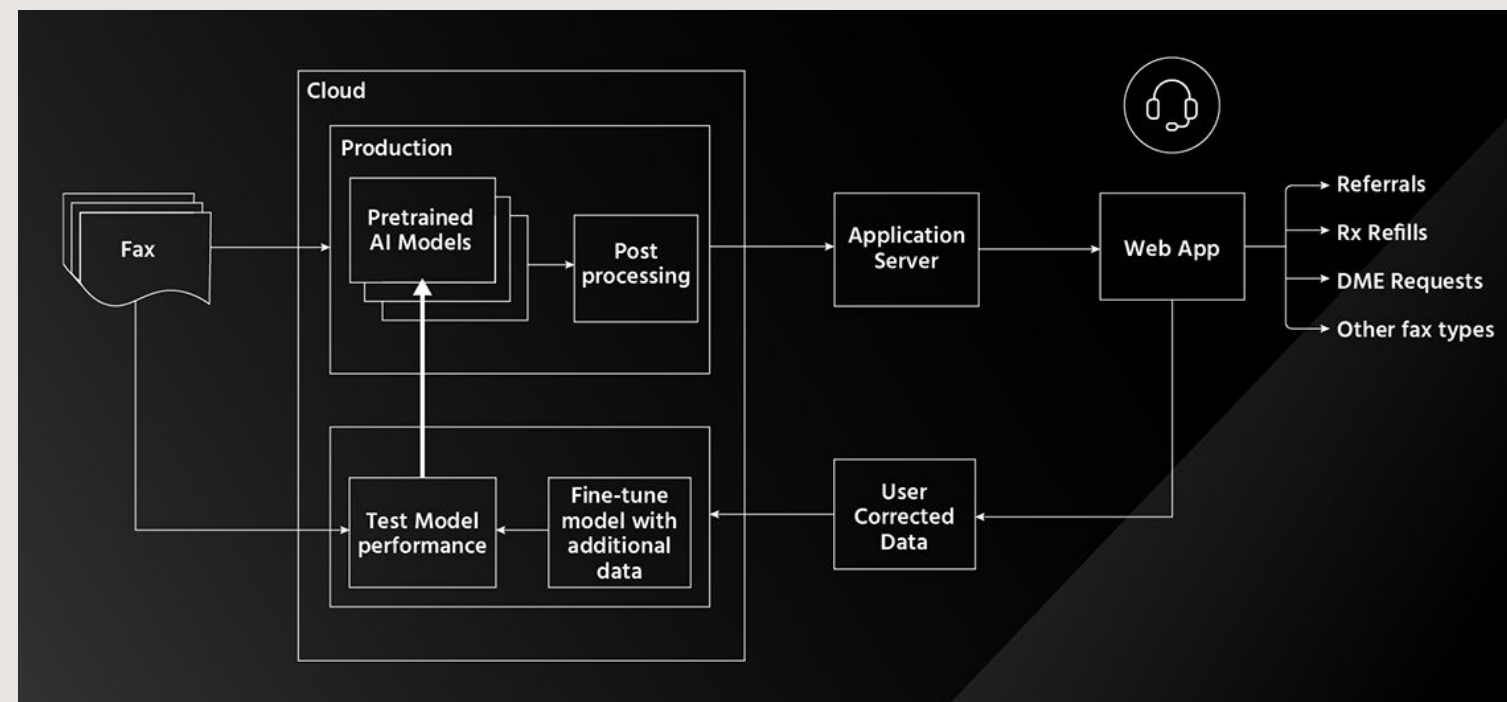 Cloud
Production
Fax
Pretrained
AI Models
Post
processing
Application
Server
Web App
Referrals
Rx Refills
DME Requests
Other fax types
Test Model
performance
Fine-tune
model with
additional
data
User
Corrected
Data